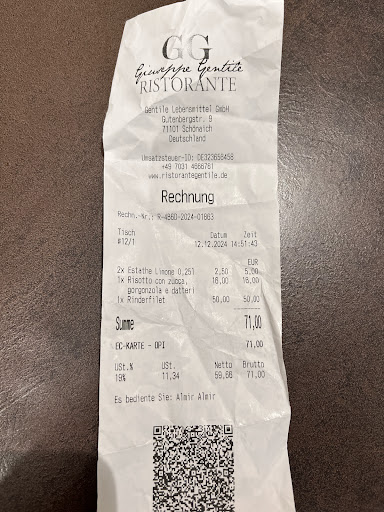 GG
Giuseppe Gentile
RISTORANTE
Gentile Lebensmittel GmbH
Gutenbergstr. 9
71101 Schönaich
Deutschland
Umsatzsteuer-ID: DE323656458
+49 7031 4666781
www.ristorantegentile.de
Rechnung
Rechn.-Nr.: R-4860-2024-01663
Tisch Datum Zeit
#12/1 12.12.2024 14:51:43
EUR
2x Estathe Limone 0,25l 2,50 5,00
1x Risotto con zucca, 16,00 16,00
gorgonzola e datteri
1x Rinderfilet 50,00 50,00
Summe 71,00
EC-KARTE - OPI 71,00
USt.% USt. Netto Brutto
19% 11,34 59,66 71,00
Es bediente Sie: Almir Almir